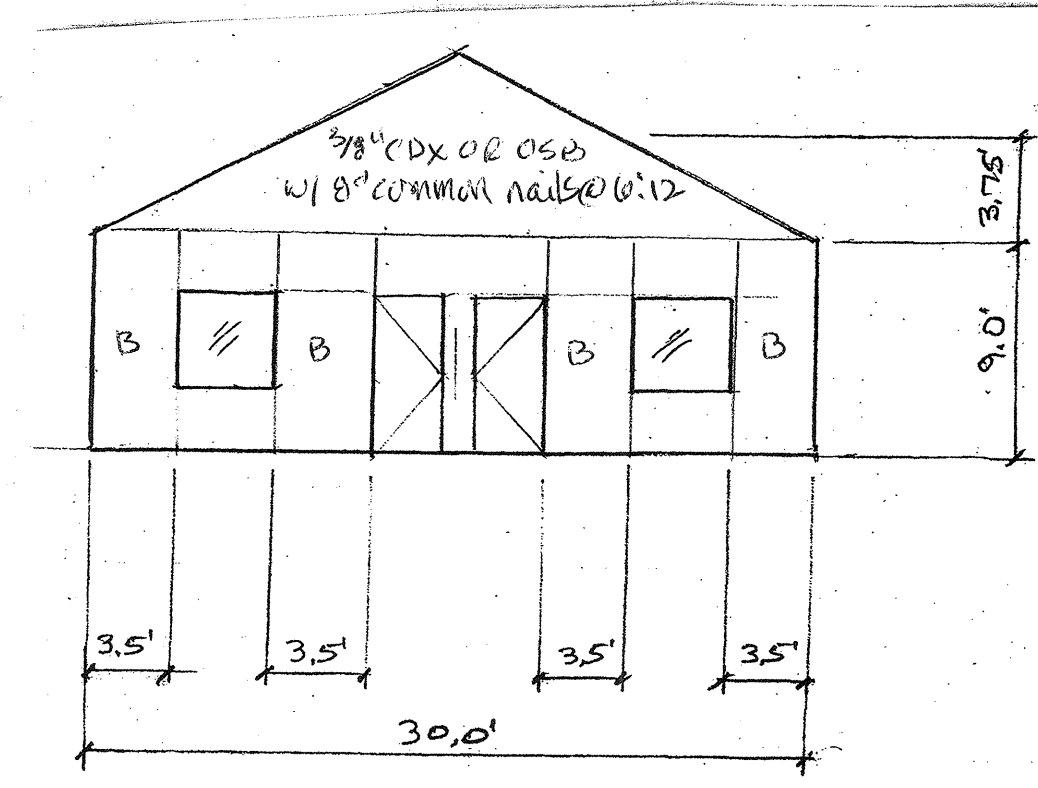 3/8" CDX OR OSB
w/ 8d common nails @ 6:12
3.75'
9.0'
B
B
B
B
3.5'
3.5'
3.5'
3.5'
30.0'